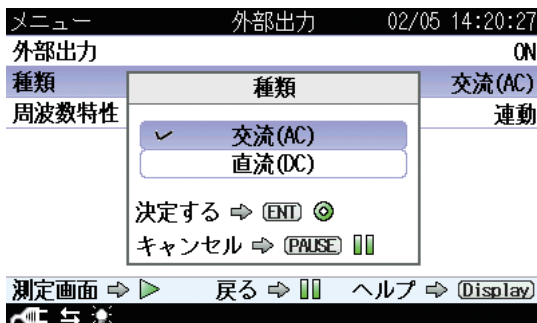 メニュー 外部出力 02/05 14:20:27
外部出力 ON
種類 交流(AC)
周波数特性 連動
種類
交流(AC)
直流(DC)
決定する ⇨ ENT
キャンセル ⇨ PAUSE
測定画面 ⇨ 戻る ⇨ ヘルプ ⇨ Display